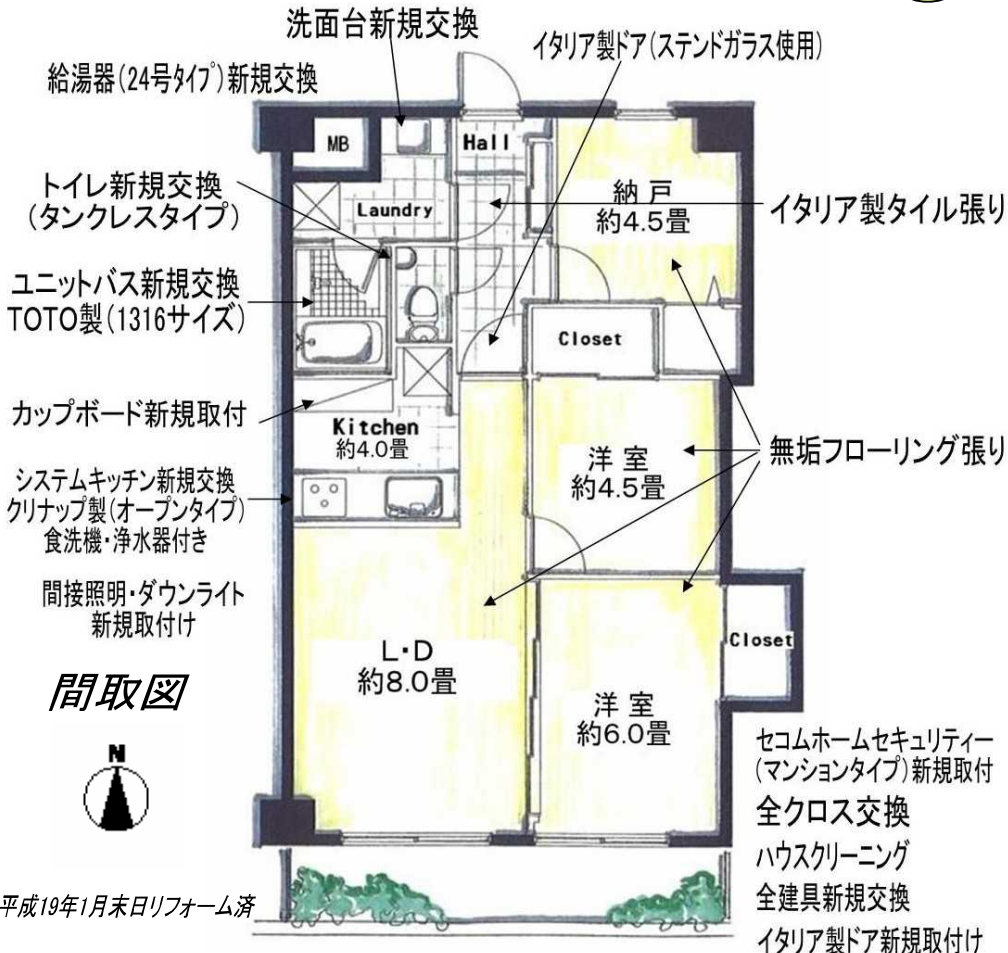 洗面台新規交換
イタリア製ドア(ステンドガラス使用)
給湯器(24号タイプ)新規交換
MB
Hall
トイレ新規交換
(タンクレスタイプ)
Laundry
納戸
約4.5畳
イタリア製タイル張り
ユニットバス新規交換
TOTO製(1316サイズ)
Closet
カップボード新規取付
Kitchen
約4.0畳
洋室
約4.5畳
無垢フローリング張り
システムキッチン新規交換
クリナップ製(オープンタイプ)
食洗機・浄水器付き
間接照明・ダウンライト
新規取付け
L・D
約8.0畳
Closet
洋室
約6.0畳
間取図
N
セコムホームセキュリティー
(マンションタイプ)新規取付
全クロス交換
ハウスクリーニング
全建具新規交換
イタリア製ドア新規取付け
平成19年1月末日リフォーム済